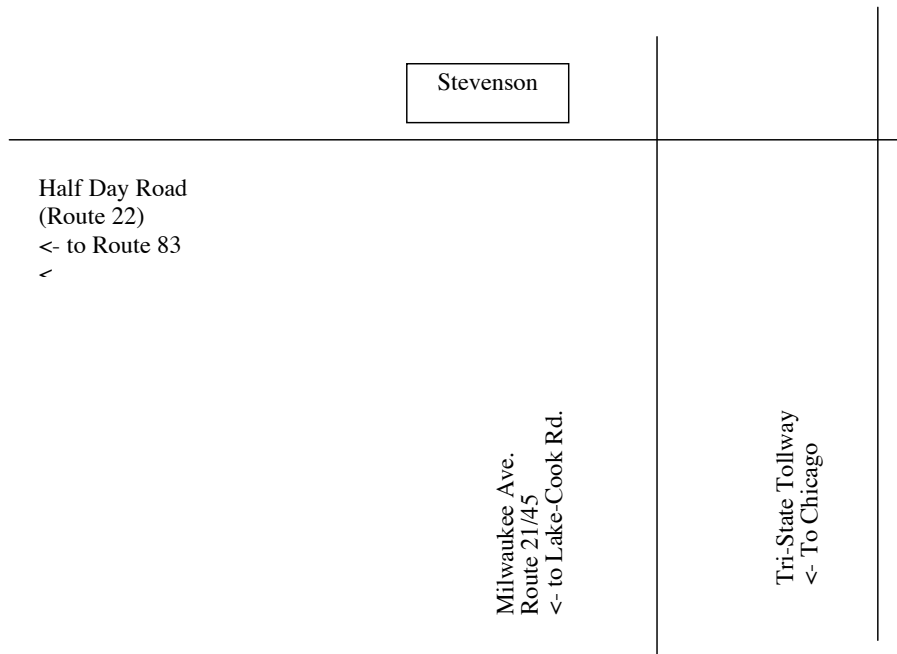 Stevenson
Half Day Road
(Route 22)
<- to Route 83
<
Milwaukee Ave.
Route 21/45
<- to Lake-Cook Rd.
Tri-State Tollway
<- To Chicago